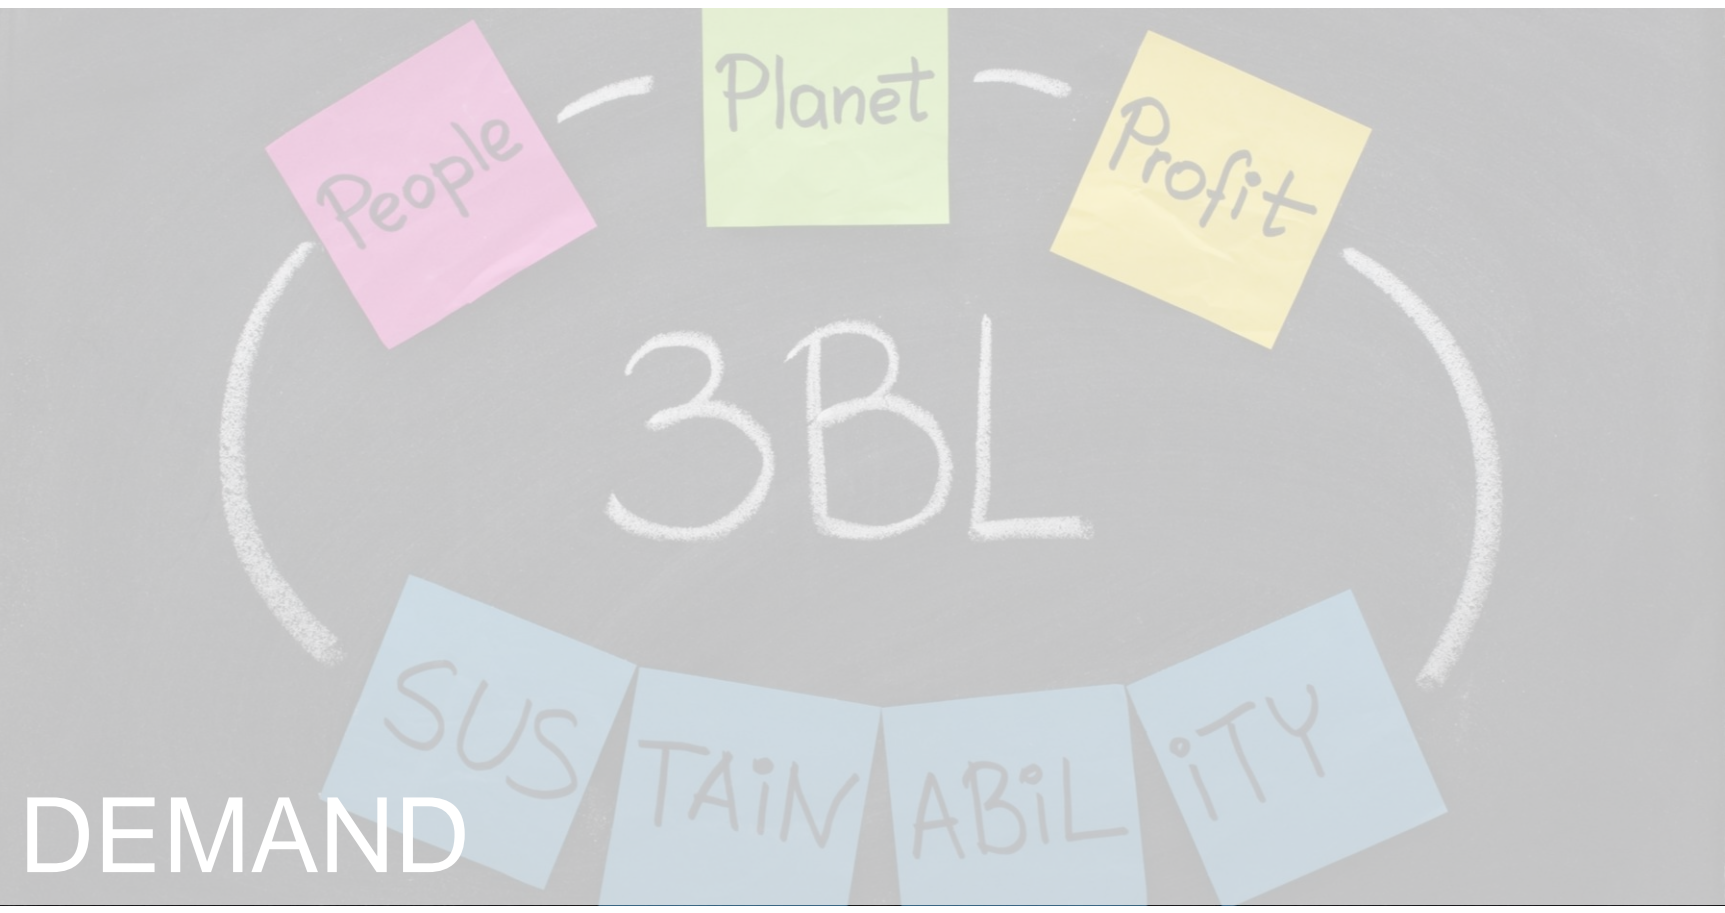 People
Planet
Profit
3BL
SUS TAiN ABiL iTY
DEMAND